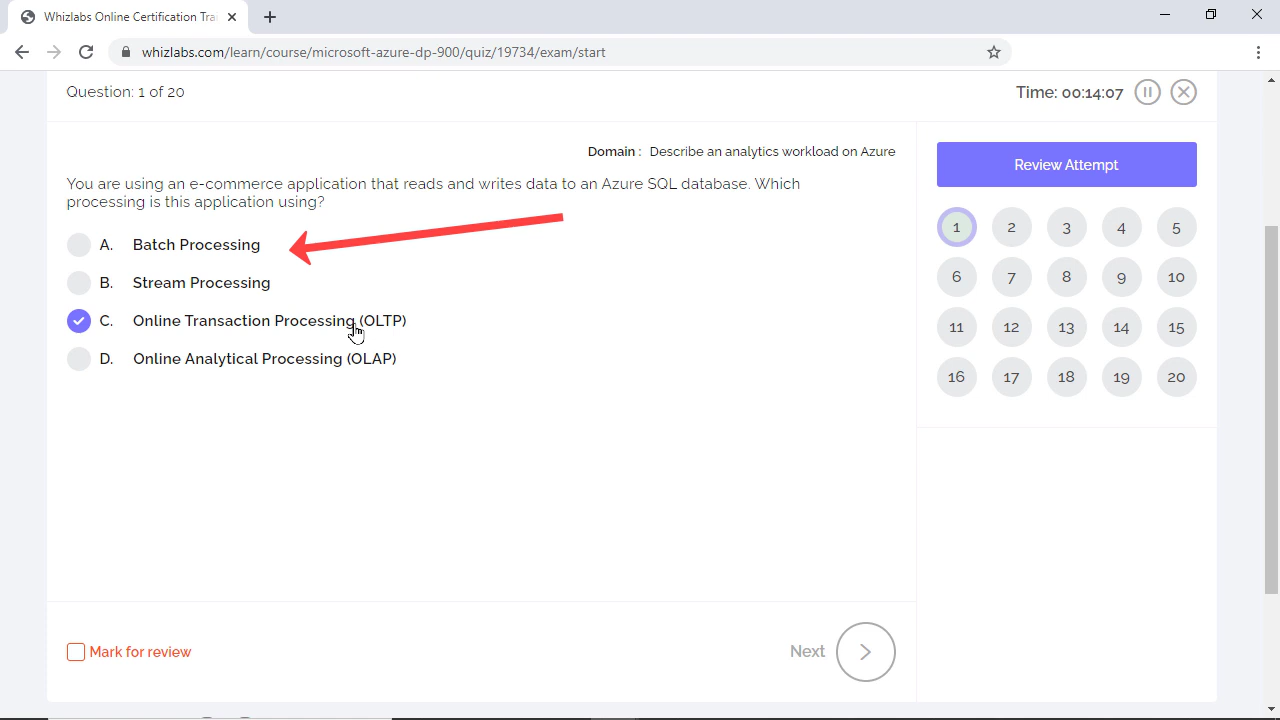 Whizlabs Online Certification Tra
whizlabs.com/learn/course/microsoft-azure-dp-900/quiz/19734/exam/start
Question: 1 of 20
Time: 00:14:07
Domain : Describe an analytics workload on Azure
You are using an e-commerce application that reads and writes data to an Azure SQL database. Which
processing is this application using?
A. Batch Processing
B. Stream Processing
C. Online Transaction Processing (OLTP)
D. Online Analytical Processing (OLAP)
Mark for review
Next
Review Attempt
1 2 3 4 5
6 7 8 9 10
11 12 13 14 15
16 17 18 19 20